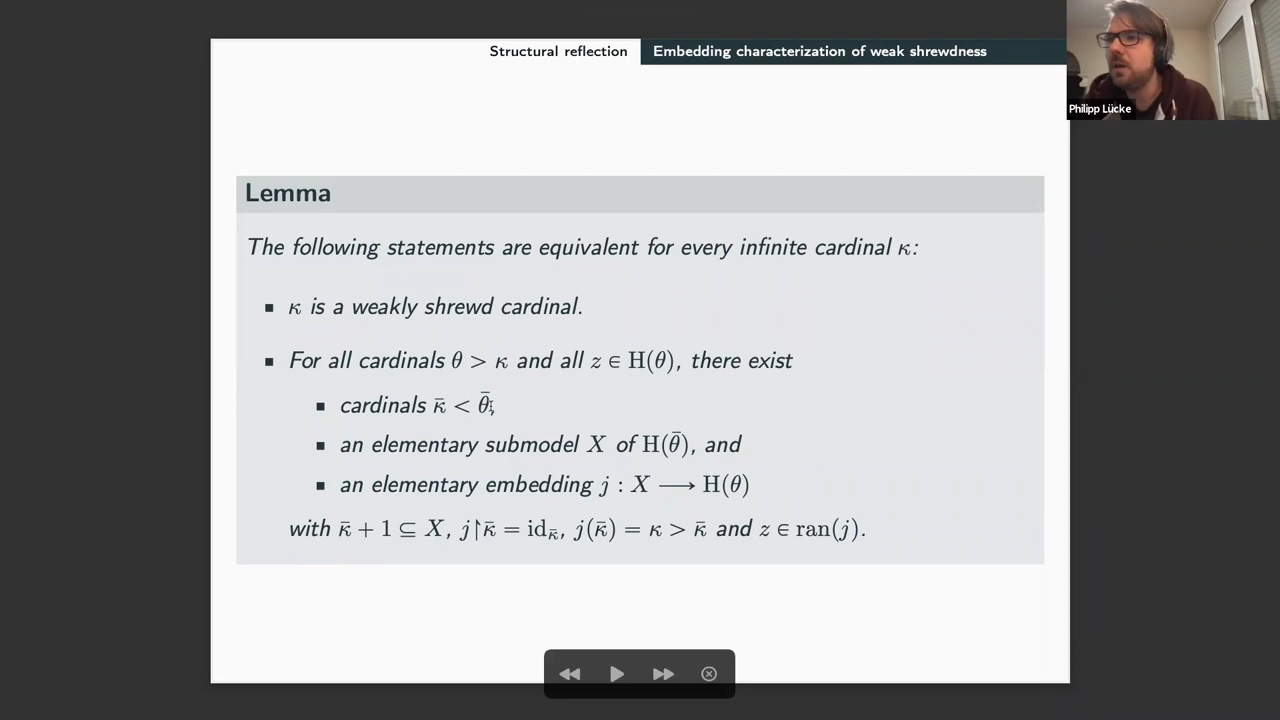 Structural reflection
Embedding characterization of weak shrewdness
Philipp Lücke
Lemma
The following statements are equivalent for every infinite cardinal κ:
▪ κ is a weakly shrewd cardinal.
▪ For all cardinals θ > κ and all z ∈ H(θ), there exist
▪ cardinals κ̄ < θ̄,
▪ an elementary submodel X of H(θ̄), and
▪ an elementary embedding j : X ⟶ H(θ)
with κ̄ + 1 ⊆ X, j↾κ̄ = id_κ̄, j(κ̄) = κ > κ̄ and z ∈ ran(j).